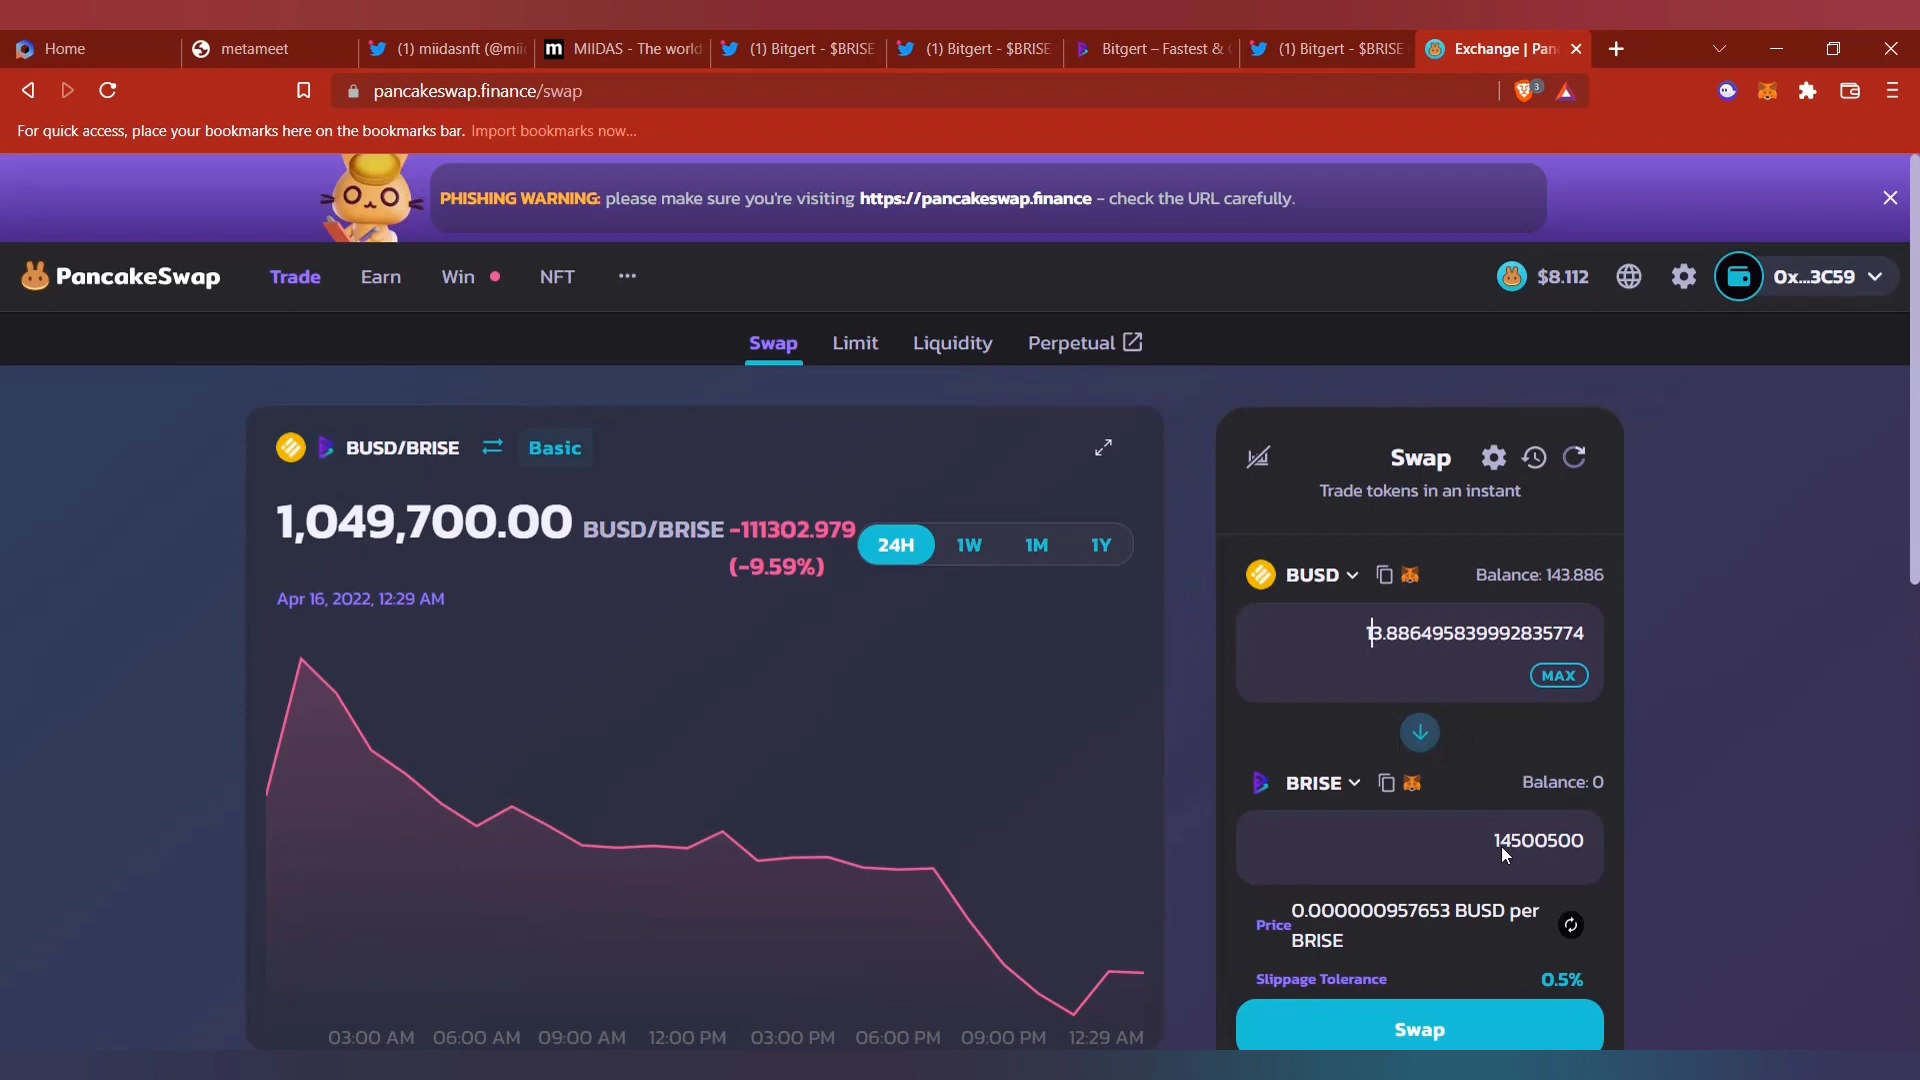 Home
metameet
(1) miidasnft (@mii
MIIDAS - The world
(1) Bitgert - $BRISE
(1) Bitgert - $BRISE
Bitgert – Fastest &
(1) Bitgert - $BRISE
Exchange | Pan
pancakeswap.finance/swap
3
For quick access, place your bookmarks here on the bookmarks bar. Import bookmarks now...
PHISHING WARNING: please make sure you're visiting https://pancakeswap.finance - check the URL carefully.
PancakeSwap
Trade
Earn
Win
NFT
$8.112
0x...3C59
Swap
Limit
Liquidity
Perpetual
BUSD/BRISE
Basic
1,049,700.00 BUSD/BRISE -111302.979
(-9.59%)
24H
1W
1M
1Y
Apr 16, 2022, 12:29 AM
03:00 AM
06:00 AM
09:00 AM
12:00 PM
03:00 PM
06:00 PM
09:00 PM
12:29 AM
Swap
Trade tokens in an instant
BUSD
Balance: 143.886
13.886495839992835774
MAX
BRISE
Balance: 0
14500500
Price
0.000000957653 BUSD per
BRISE
Slippage Tolerance
0.5%
Swap